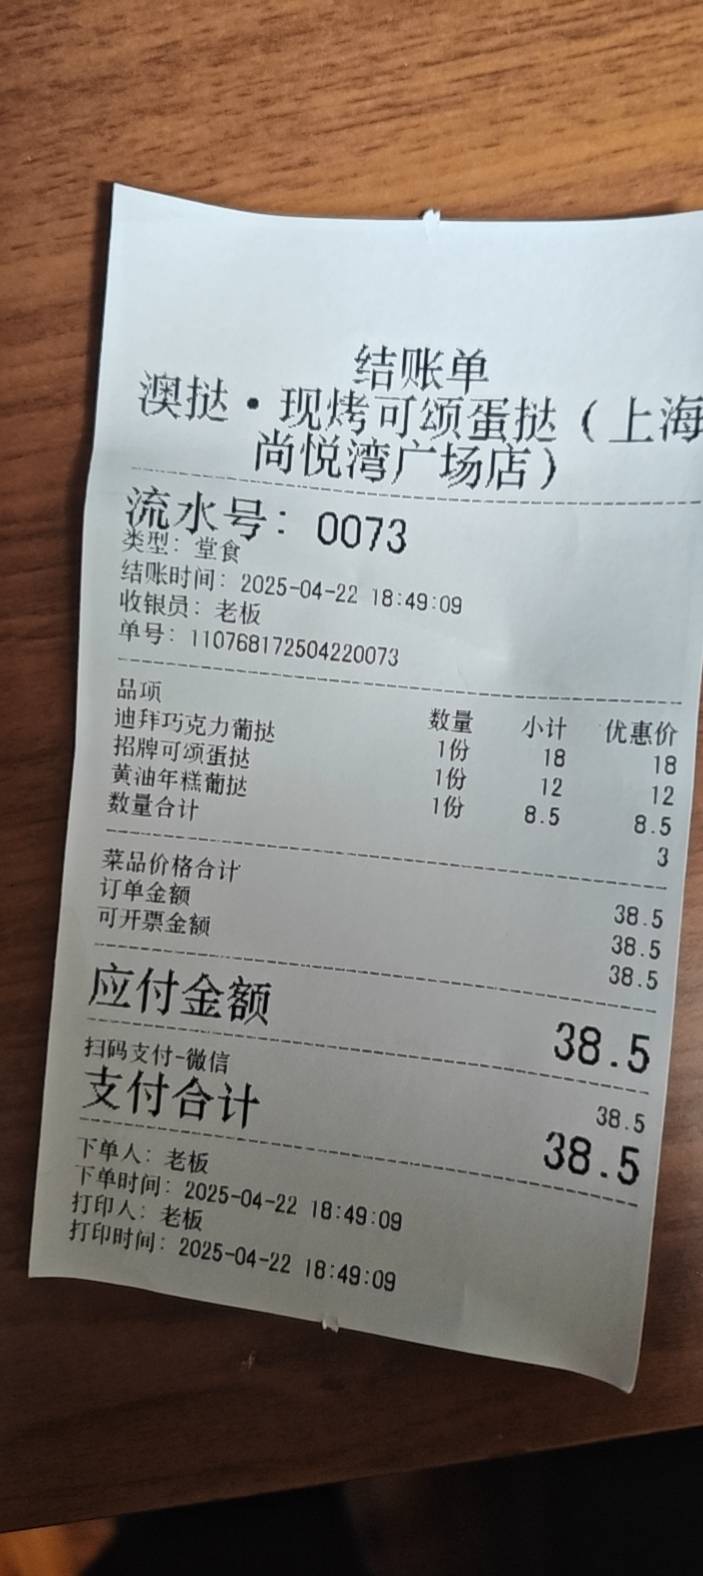 结账单
澳挞·现烤可颂蛋挞（上海
尚悦湾广场店）
流水号：0073
类型：堂食
结账时间：2025-04-22 18:49:09
收银员：老板
单号：110768172504220073
品项 数量 小计 优惠价
迪拜巧克力葡挞 1份 18 18
招牌可颂蛋挞 1份 12 12
黄油年糕葡挞 1份 8.5 8.5
数量合计 3
菜品价格合计 38.5
订单金额 38.5
可开票金额 38.5
应付金额 38.5
扫码支付-微信 38.5
支付合计 38.5
下单人：老板
下单时间：2025-04-22 18:49:09
打印人：老板
打印时间：2025-04-22 18:49:09